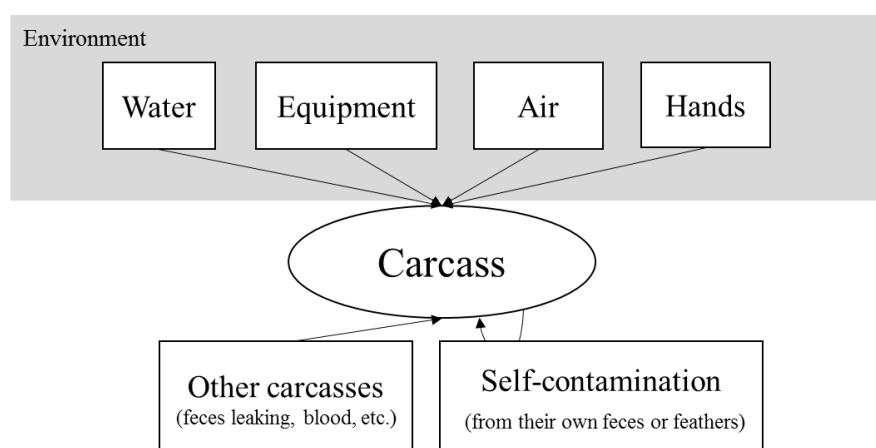 Environment
Water
Equipment
Air
Hands
Carcass
Other carcasses
(feces leaking, blood, etc.)
Self-contamination
(from their own feces or feathers)